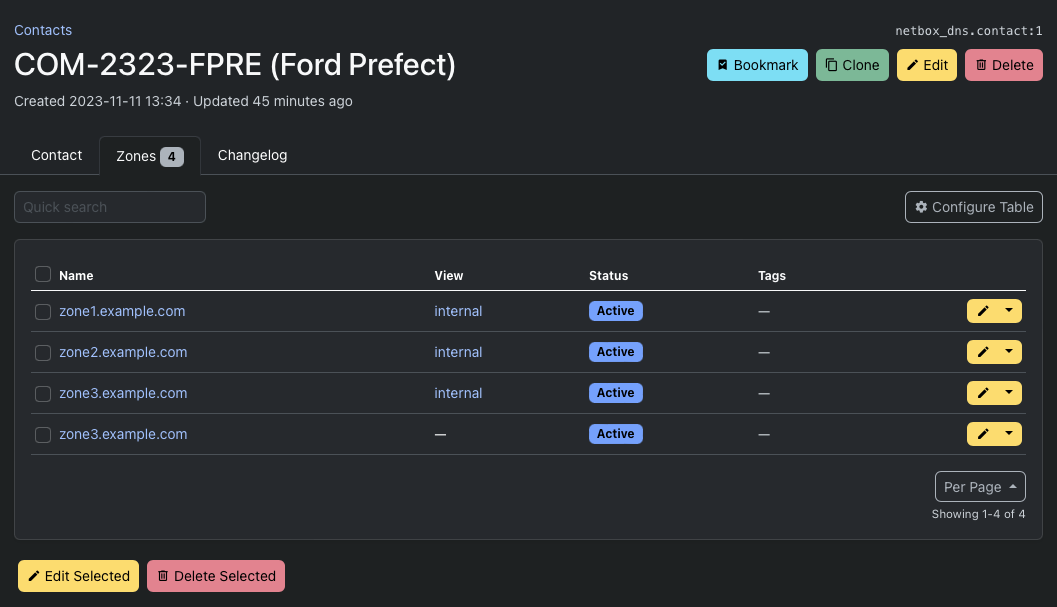 Contacts
netbox_dns.contact:1
COM-2323-FPRE (Ford Prefect)
Bookmark Clone Edit Delete
Created 2023-11-11 13:34 · Updated 45 minutes ago
Contact Zones 4 Changelog
Quick search Configure Table
Name View Status Tags
zone1.example.com internal Active —
zone2.example.com internal Active —
zone3.example.com internal Active —
zone3.example.com — Active —
Per Page
Showing 1-4 of 4
Edit Selected Delete Selected